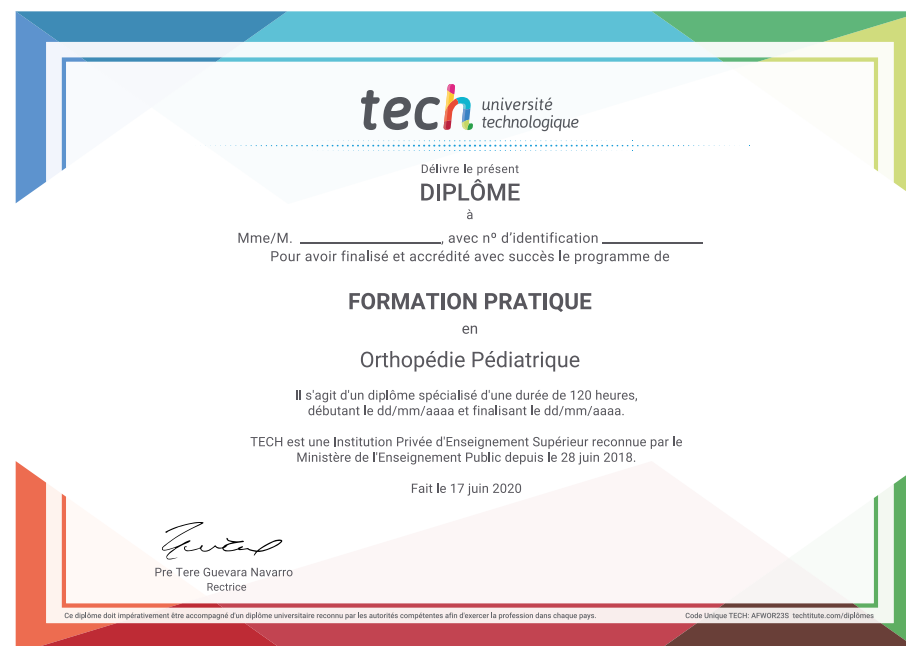 tech université
technologique
Délivre le présent
DIPLÔME
à
Mme/M. ____________________, avec nº d'identification ______________
Pour avoir finalisé et accrédité avec succès le programme de
FORMATION PRATIQUE
en
Orthopédie Pédiatrique
Il s'agit d'un diplôme spécialisé d'une durée de 120 heures,
débutant le dd/mm/aaaa et finalisant le dd/mm/aaaa.
TECH est une Institution Privée d'Enseignement Supérieur reconnue par le
Ministère de l'Enseignement Public depuis le 28 juin 2018.
Fait le 17 juin 2020
Pre Tere Guevara Navarro
Rectrice
Ce diplôme doit impérativement être accompagné d'un diplôme universitaire reconnu par les autorités compétentes afin d'exercer la profession dans chaque pays.
Code Unique TECH: AFWOR23S techtitute.com/diplômes